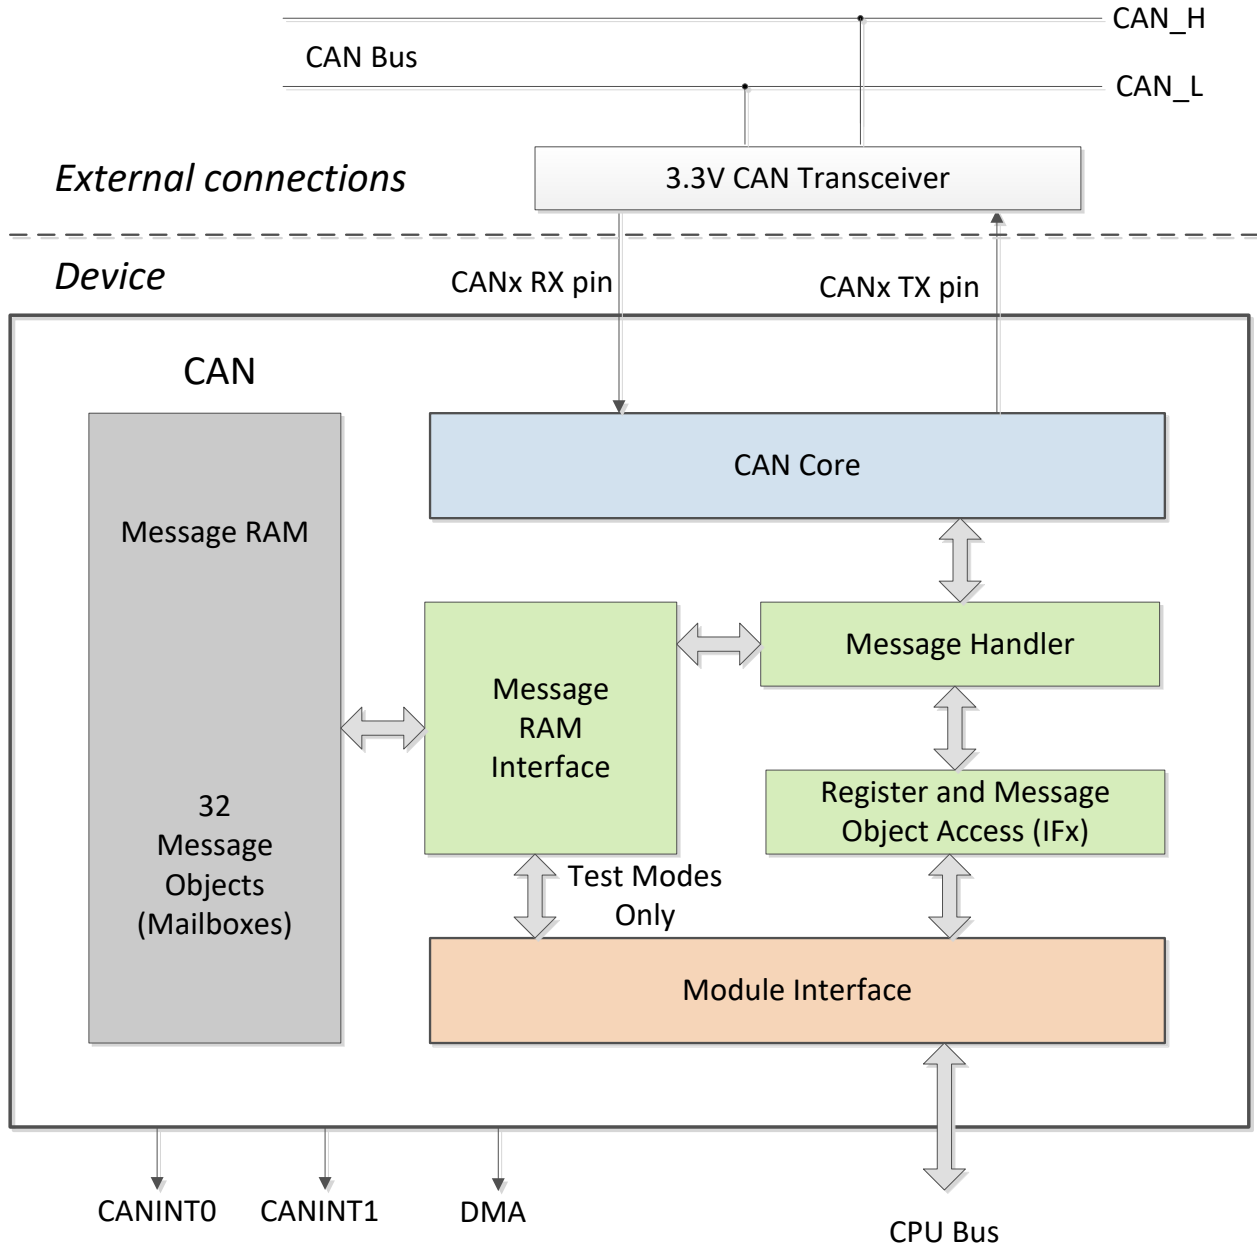 CAN_H
CAN Bus
CAN_L
External connections
3.3V CAN Transceiver
Device
CANx RX pin
CANx TX pin
CAN
CAN Core
Message RAM
Message Handler
Message
RAM
Interface
32
Message
Objects
(Mailboxes)
Register and Message
Object Access (IFx)
Test Modes
Only
Module Interface
CANINT0
CANINT1
DMA
CPU Bus